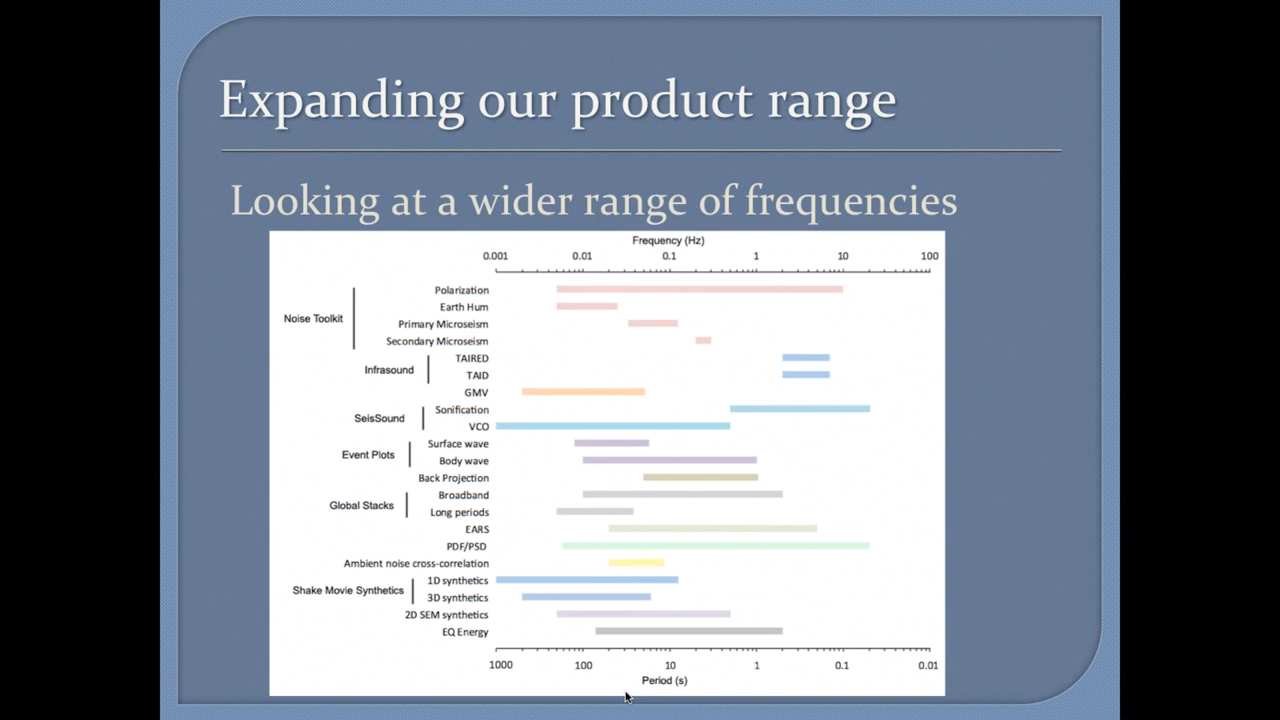 Expanding our product range
Looking at a wider range of frequencies
Frequency (Hz)
0.001 0.01 0.1 1 10 100
Noise Toolkit
Polarization
Earth Hum
Primary Microseism
Secondary Microseism
Infrasound
TAIRED
TAID
GMV
SeisSound
Sonification
VCO
Event Plots
Surface wave
Body wave
Back Projection
Global Stacks
Broadband
Long periods
EARS
PDF/PSD
Ambient noise cross-correlation
Shake Movie Synthetics
1D synthetics
3D synthetics
2D SEM synthetics
EQ Energy
1000 100 10 1 0.1 0.01
Period (s)